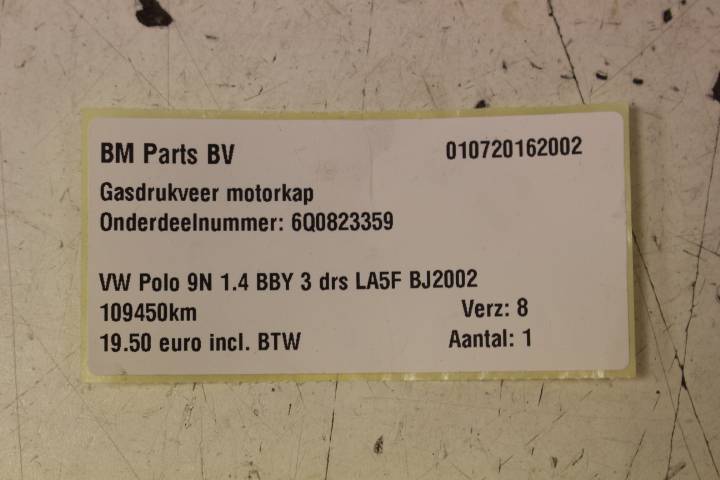 BM Parts BV 010720162002
Gasdrukveer motorkap
Onderdeelnummer: 6Q0823359
VW Polo 9N 1.4 BBY 3 drs LA5F BJ2002
109450km Verz: 8
19.50 euro incl. BTW Aantal: 1